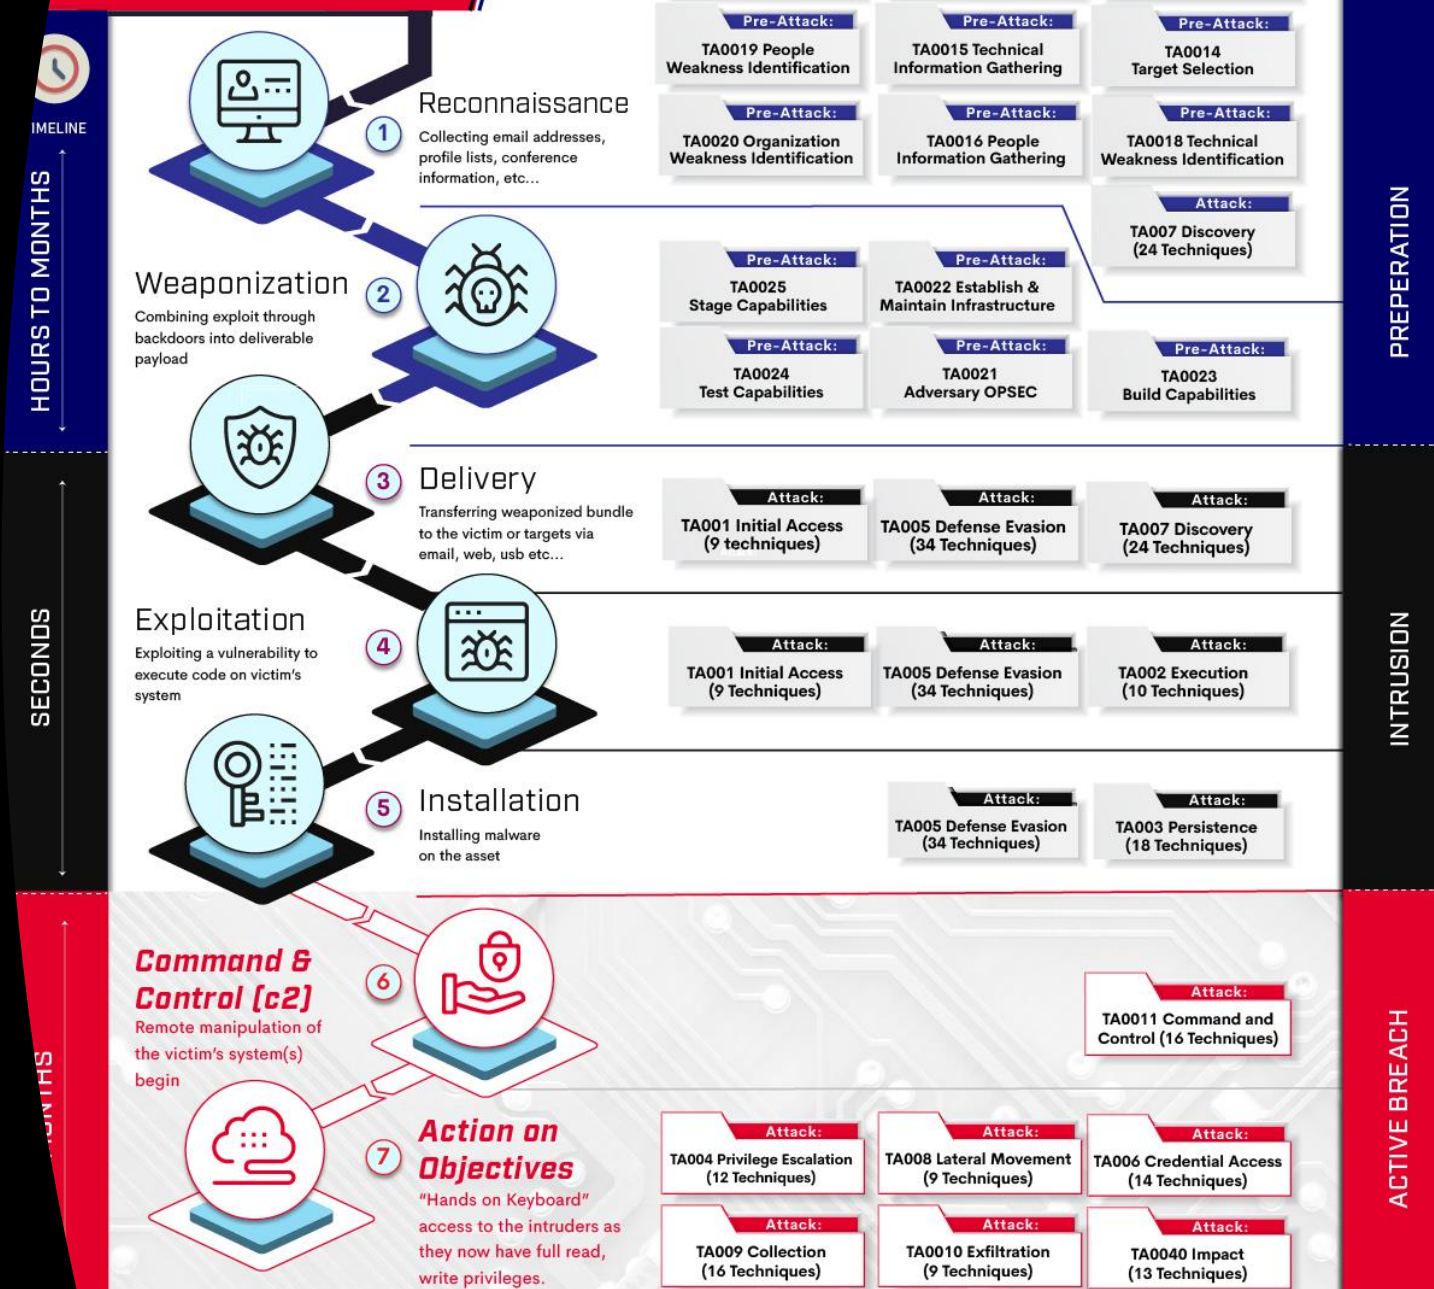 IMELINE
HOURS TO MONTHS
SECONDS
PREPERATION
INTRUSION
ACTIVE BREACH
1
Reconnaissance
Collecting email addresses,
profile lists, conference
information, etc...
Pre-Attack:
TA0019 People
Weakness Identification
Pre-Attack:
TA0015 Technical
Information Gathering
Pre-Attack:
TA0014
Target Selection
Pre-Attack:
TA0020 Organization
Weakness Identification
Pre-Attack:
TA0016 People
Information Gathering
Pre-Attack:
TA0018 Technical
Weakness Identification
Attack:
TA007 Discovery
(24 Techniques)
Weaponization
2
Combining exploit through
backdoors into deliverable
payload
Pre-Attack:
TA0025
Stage Capabilities
Pre-Attack:
TA0022 Establish &
Maintain Infrastructure
Pre-Attack:
TA0024
Test Capabilities
Pre-Attack:
TA0021
Adversary OPSEC
Pre-Attack:
TA0023
Build Capabilities
3
Delivery
Transferring weaponized bundle
to the victim or targets via
email, web, usb etc...
Attack:
TA001 Initial Access
(9 techniques)
Attack:
TA005 Defense Evasion
(34 Techniques)
Attack:
TA007 Discovery
(24 Techniques)
Exploitation
4
Exploiting a vulnerability to
execute code on victim's
system
Attack:
TA001 Initial Access
(9 Techniques)
Attack:
TA005 Defense Evasion
(34 Techniques)
Attack:
TA002 Execution
(10 Techniques)
5
Installation
Installing malware
on the asset
Attack:
TA005 Defense Evasion
(34 Techniques)
Attack:
TA003 Persistence
(18 Techniques)
Command &
Control (c2)
6
Remote manipulation of
the victim's system(s)
begin
Attack:
TA0011 Command and
Control (16 Techniques)
7
Action on
Objectives
"Hands on Keyboard"
access to the intruders as
they now have full read,
write privileges.
Attack:
TA004 Privilege Escalation
(12 Techniques)
Attack:
TA008 Lateral Movement
(9 Techniques)
Attack:
TA006 Credential Access
(14 Techniques)
Attack:
TA009 Collection
(16 Techniques)
Attack:
TA0010 Exfiltration
(9 Techniques)
Attack:
TA0040 Impact
(13 Techniques)